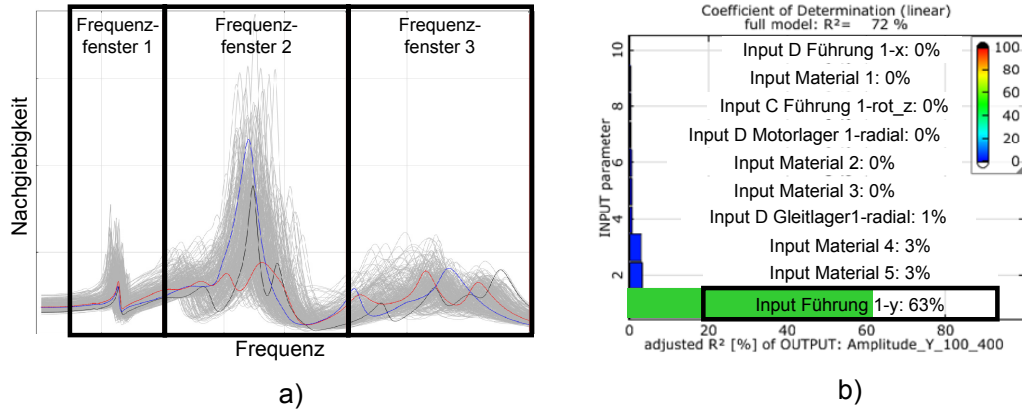 Frequenz-
fenster 1
Frequenz-
fenster 2
Frequenz-
fenster 3
Nachgiebigkeit
Frequenz
a)
Coefficient of Determination (linear)
full model: R²= 72 %
INPUT parameter
10
8
6
4
2
Input D Führung 1-x: 0%
Input Material 1: 0%
Input C Führung 1-rot_z: 0%
Input D Motorlager 1-radial: 0%
Input Material 2: 0%
Input Material 3: 0%
Input D Gleitlager1-radial: 1%
Input Material 4: 3%
Input Material 5: 3%
Input Führung 1-y: 63%
100
80
60
40
20
0
0 20 40 60 80
adjusted R² [%] of OUTPUT: Amplitude_Y_100_400
b)